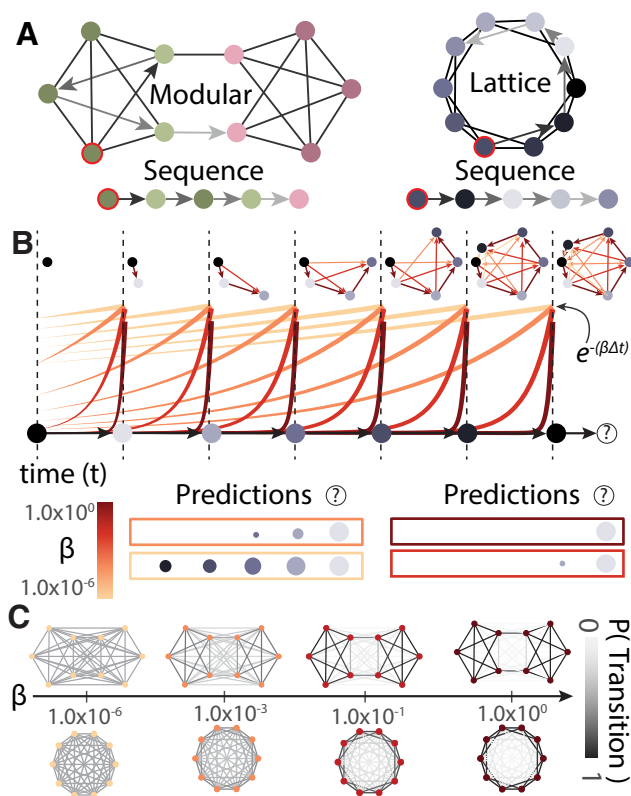 A
Modular
Lattice
Sequence
Sequence
B
e^-(βΔt)
?
time (t)
Predictions ?
Predictions ?
1.0x10^0
β
1.0x10^-6
C
β
1.0x10^-6
1.0x10^-3
1.0x10^-1
1.0x10^0
P( Transition)
0
1